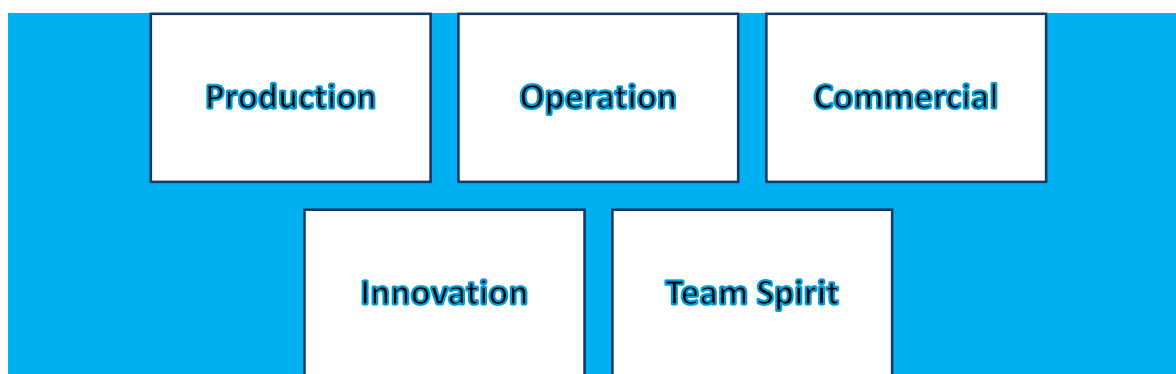 Production
Operation
Commercial
Innovation
Team Spirit